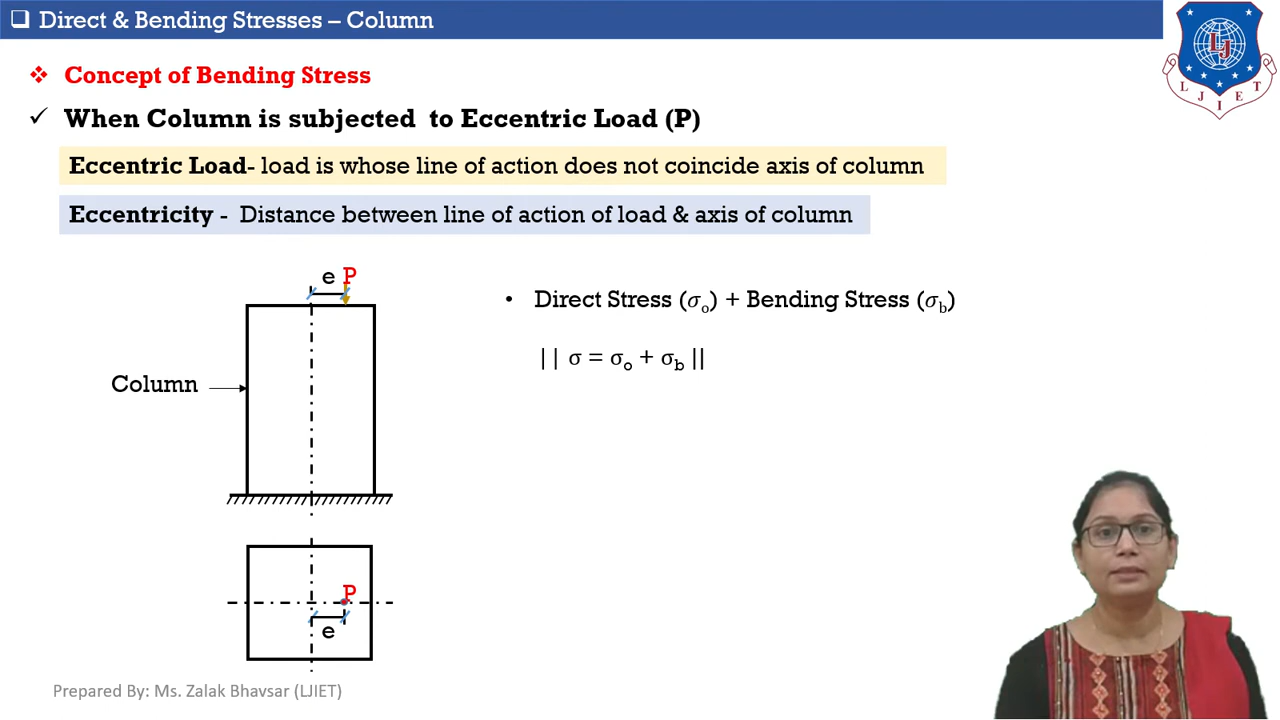 ❑ Direct & Bending Stresses – Column
❖ Concept of Bending Stress
✓ When Column is subjected to Eccentric Load (P)
Eccentric Load- load is whose line of action does not coincide axis of column
Eccentricity - Distance between line of action of load & axis of column
e P
• Direct Stress (σo) + Bending Stress (σb)
|| σ = σo + σb ||
Column
P
e
Prepared By: Ms. Zalak Bhavsar (LJIET)
LJ
L J I E T